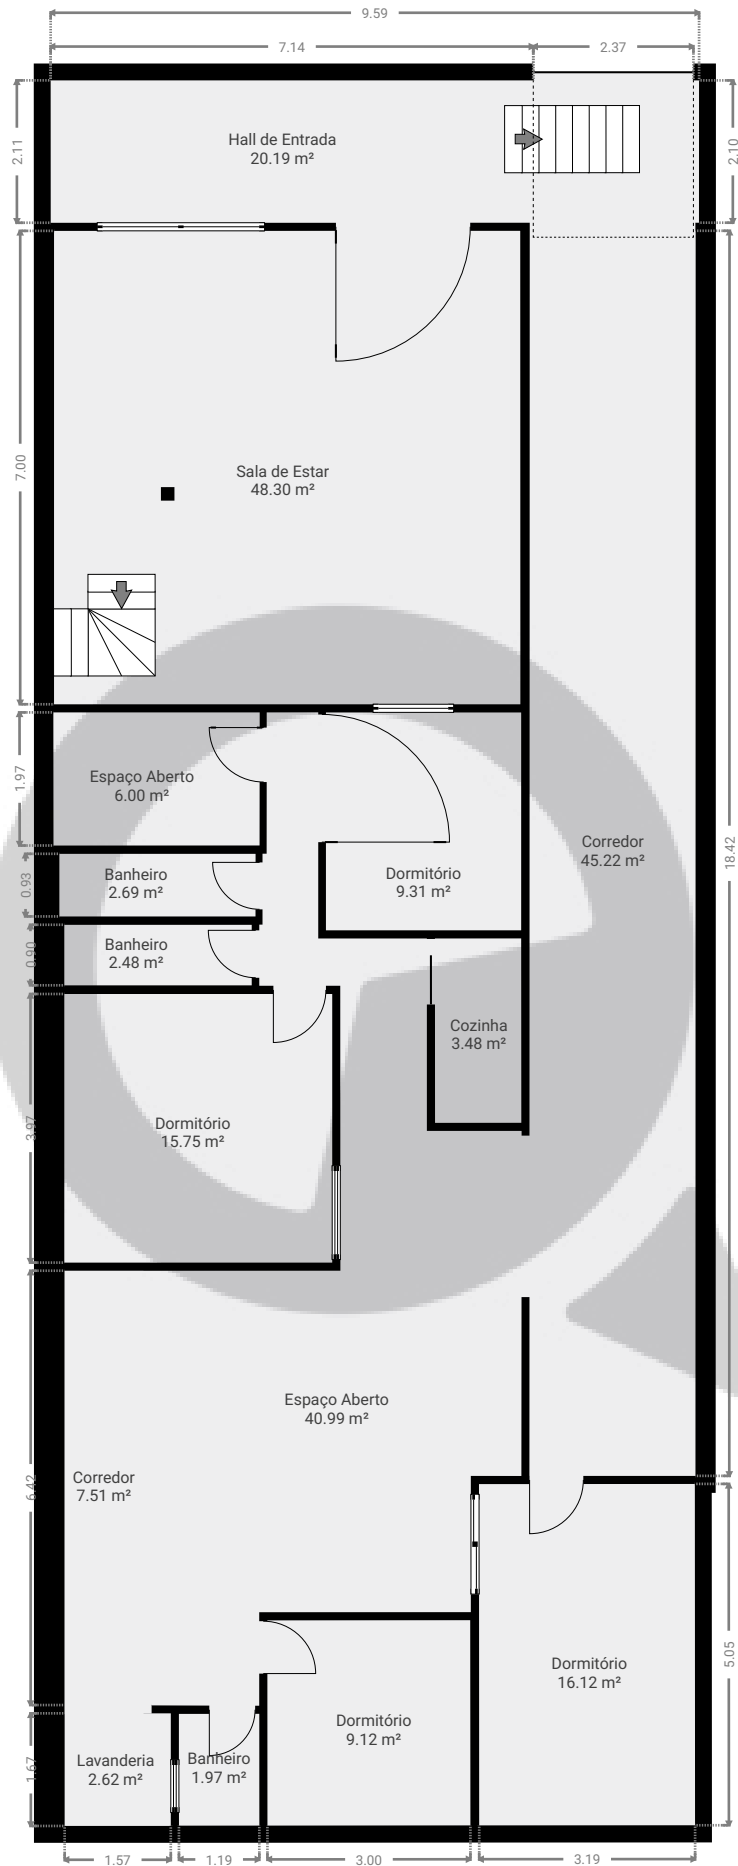 9.59
7.14
2.37
2.11
Hall de Entrada
20.19 m²
2.10
7.00
Sala de Estar
48.30 m²
1.97
Espaço Aberto
6.00 m²
Corredor
45.22 m²
18.42
0.93
Banheiro
2.69 m²
Dormitório
9.31 m²
0.90
Banheiro
2.48 m²
Cozinha
3.48 m²
3.97
Dormitório
15.75 m²
Espaço Aberto
40.99 m²
6.42
Corredor
7.51 m²
5.05
Dormitório
16.12 m²
Dormitório
9.12 m²
1.67
Lavanderia
2.62 m²
Banheiro
1.97 m²
1.57
1.19
3.00
3.19